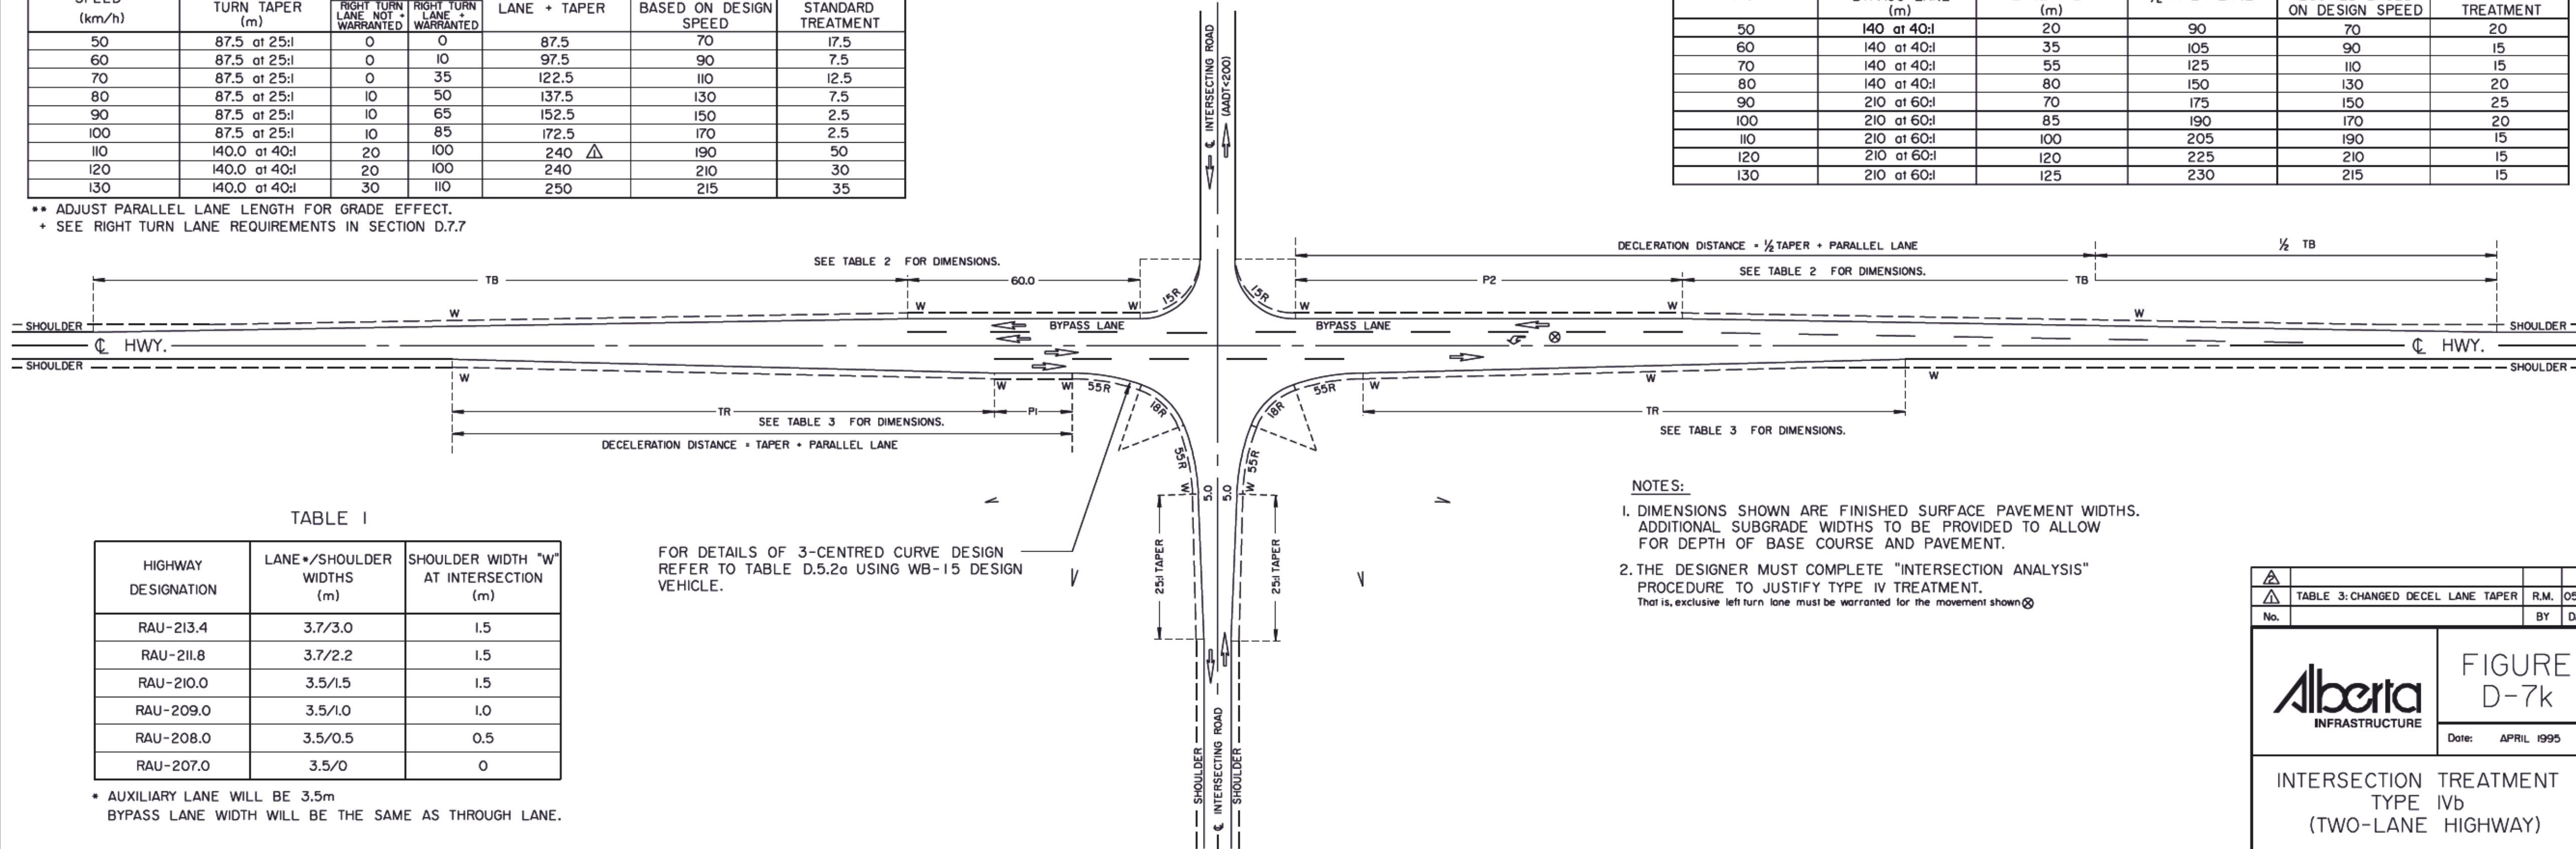 (km/h)
TURN TAPER
(m)
RIGHT TURN
LANE NOT +
WARRANTED
RIGHT TURN
LANE +
WARRANTED
LANE + TAPER
BASED ON DESIGN
SPEED
STANDARD
TREATMENT
50 87.5 at 25:1 0 0 87.5 70 17.5
60 87.5 at 25:1 0 10 97.5 90 7.5
70 87.5 at 25:1 0 35 122.5 110 12.5
80 87.5 at 25:1 10 50 137.5 130 7.5
90 87.5 at 25:1 10 65 152.5 150 2.5
100 87.5 at 25:1 10 85 172.5 170 2.5
110 140.0 at 40:1 20 100 240 1 190 50
120 140.0 at 40:1 20 100 240 210 30
130 140.0 at 40:1 30 110 250 215 35
** ADJUST PARALLEL LANE LENGTH FOR GRADE EFFECT.
+ SEE RIGHT TURN LANE REQUIREMENTS IN SECTION D.7.7
(m)
(m)
ON DESIGN SPEED
TREATMENT
50 140 at 40:1 20 90 70 20
60 140 at 40:1 35 105 90 15
70 140 at 40:1 55 125 110 15
80 140 at 40:1 80 150 130 20
90 210 at 60:1 70 175 150 25
100 210 at 60:1 85 190 170 20
110 210 at 60:1 100 205 190 15
120 210 at 60:1 120 225 210 15
130 210 at 60:1 125 230 215 15
℄ INTERSECTING ROAD
(AADT<200)
SEE TABLE 2 FOR DIMENSIONS.
TB
60.0
DECLERATION DISTANCE = ½ TAPER + PARALLEL LANE
½ TB
P2
SEE TABLE 2 FOR DIMENSIONS.
TB
W
W
W
15R
15R
W
W
W
SHOULDER
BYPASS LANE
BYPASS LANE
SHOULDER
℄ HWY.
℄ HWY.
SHOULDER
SHOULDER
W
W
W
55R
18R
55R
W
18R
55R
W
W
W
55R
W
TR
P1
SEE TABLE 3 FOR DIMENSIONS.
DECELERATION DISTANCE = TAPER + PARALLEL LANE
TR
SEE TABLE 3 FOR DIMENSIONS.
5.0
5.0
25:1 TAPER
25:1 TAPER
SHOULDER
℄ INTERSECTING ROAD
SHOULDER
FOR DETAILS OF 3-CENTRED CURVE DESIGN
REFER TO TABLE D.5.2a USING WB-15 DESIGN
VEHICLE.
TABLE 1
HIGHWAY
DESIGNATION
LANE*/SHOULDER
WIDTHS
(m)
SHOULDER WIDTH "W"
AT INTERSECTION
(m)
RAU-213.4 3.7/3.0 1.5
RAU-211.8 3.7/2.2 1.5
RAU-210.0 3.5/1.5 1.5
RAU-209.0 3.5/1.0 1.0
RAU-208.0 3.5/0.5 0.5
RAU-207.0 3.5/0 0
* AUXILIARY LANE WILL BE 3.5m
BYPASS LANE WIDTH WILL BE THE SAME AS THROUGH LANE.
NOTES:
1. DIMENSIONS SHOWN ARE FINISHED SURFACE PAVEMENT WIDTHS.
ADDITIONAL SUBGRADE WIDTHS TO BE PROVIDED TO ALLOW
FOR DEPTH OF BASE COURSE AND PAVEMENT.
2. THE DESIGNER MUST COMPLETE "INTERSECTION ANALYSIS"
PROCEDURE TO JUSTIFY TYPE IV TREATMENT.
That is, exclusive left turn lane must be warranted for the movement shown ⊗
2
1 TABLE 3: CHANGED DECEL LANE TAPER R.M. 05
No. BY
Alberta
INFRASTRUCTURE
FIGURE
D-7k
Date: APRIL 1995
INTERSECTION TREATMENT
TYPE IVb
(TWO-LANE HIGHWAY)